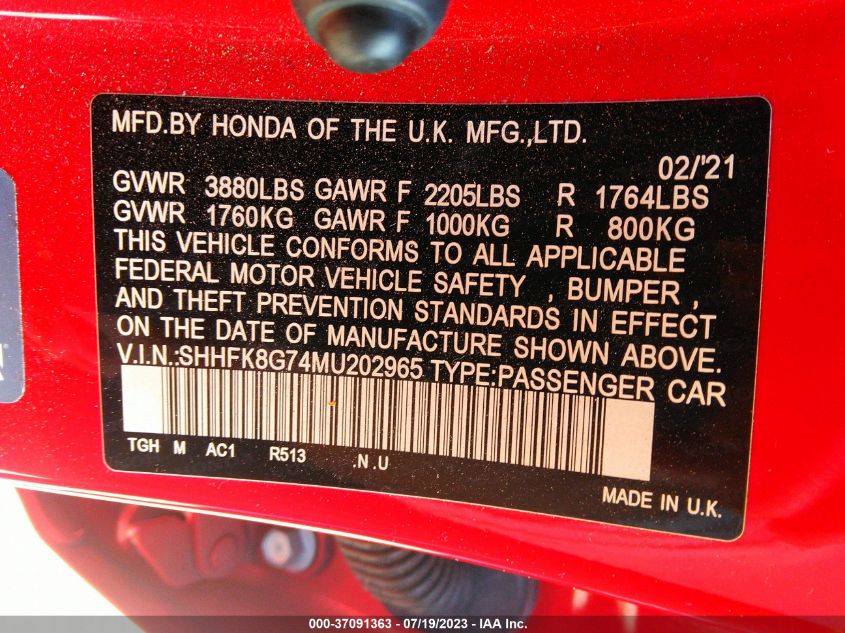 MFD.BY HONDA OF THE U.K. MFG.,LTD.
02/'21
GVWR 3880LBS GAWR F 2205LBS R 1764LBS
GVWR 1760KG GAWR F 1000KG R 800KG
THIS VEHICLE CONFORMS TO ALL APPLICABLE
FEDERAL MOTOR VEHICLE SAFETY , BUMPER ,
AND THEFT PREVENTION STANDARDS IN EFFECT
ON THE DATE OF MANUFACTURE SHOWN ABOVE.
V.I.N.:SHHFK8G74MU202965 TYPE:PASSENGER CAR
TGH M AC1 R513 .N .U
MADE IN U.K.
000-37091363 - 07/19/2023 - IAA Inc.